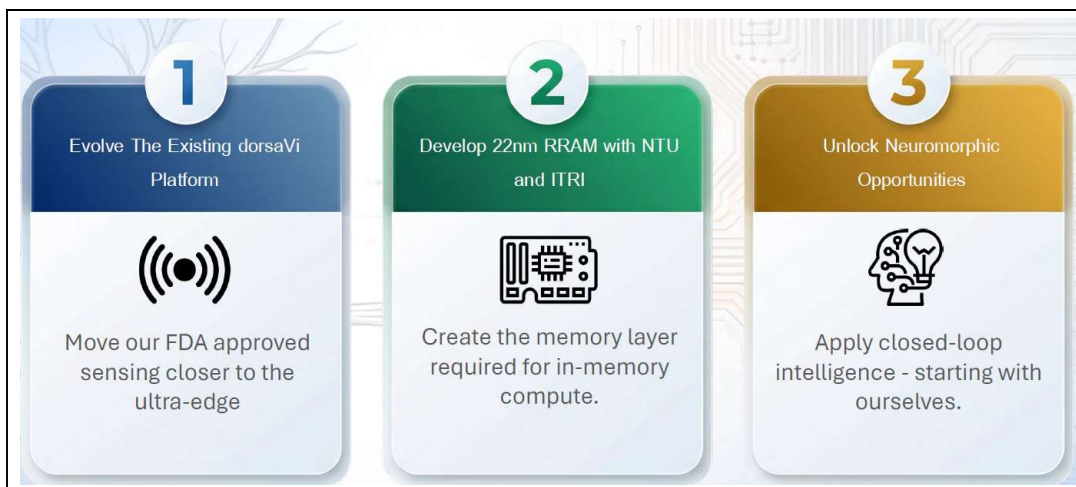 1
Evolve The Existing dorsaVi
Platform
Move our FDA approved
sensing closer to the
ultra-edge
2
Develop 22nm RRAM with NTU
and ITRI
Create the memory layer
required for in-memory
compute.
3
Unlock Neuromorphic
Opportunities
Apply closed-loop
intelligence - starting with
ourselves.